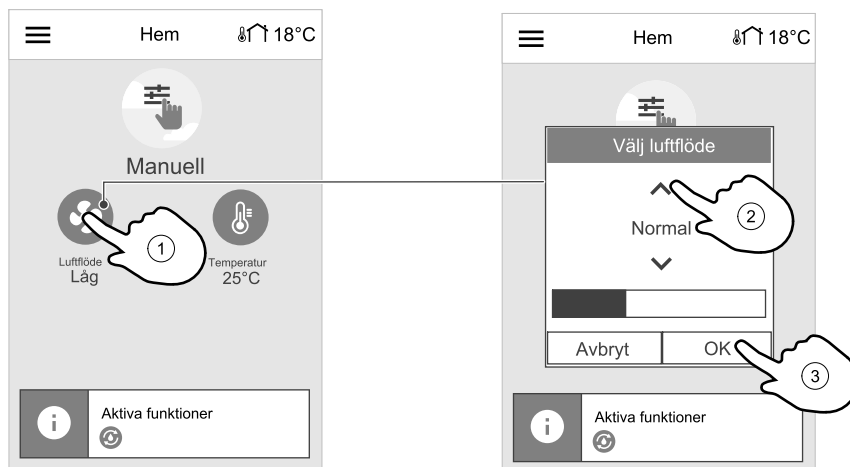 Hem
18°C
Manuell
1
Luftflöde
Låg
Temperatur
25°C
i
Aktiva funktioner
Hem
18°C
Välj luftflöde
2
Normal
Avbryt
OK
3
i
Aktiva funktioner